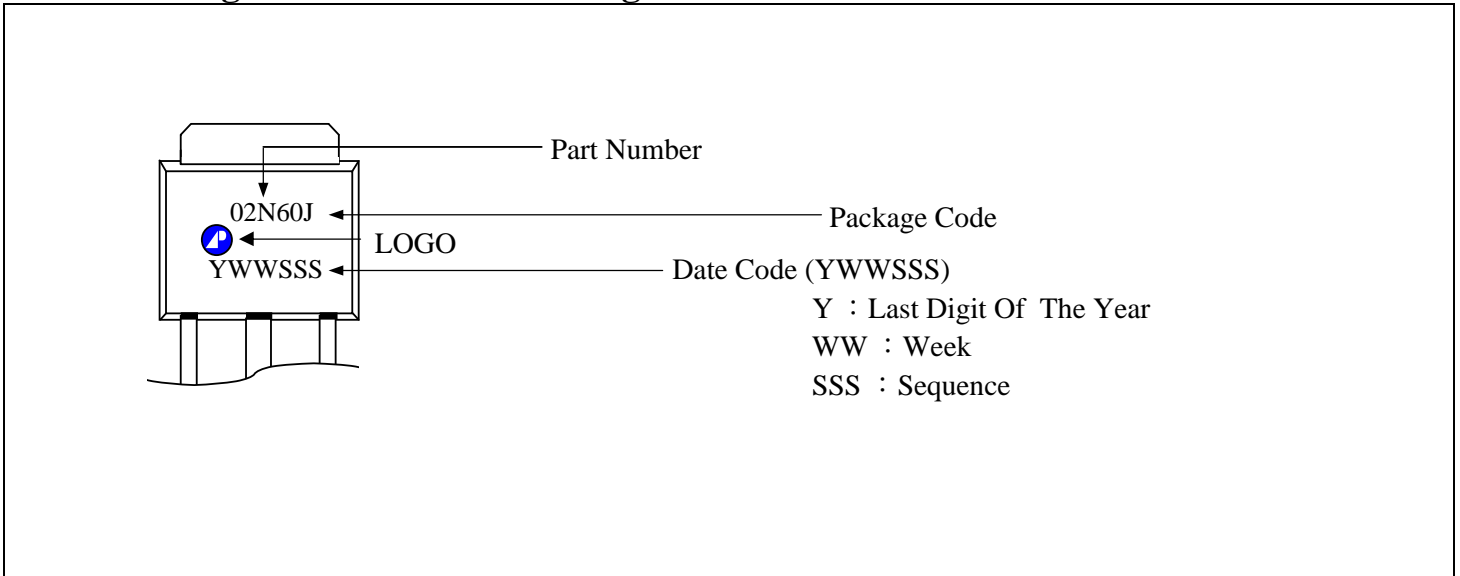 Part Number
02N60J
Package Code
LOGO
YWWSSS
Date Code (YWWSSS)
Y ：Last Digit Of The Year
WW ：Week
SSS ：Sequence